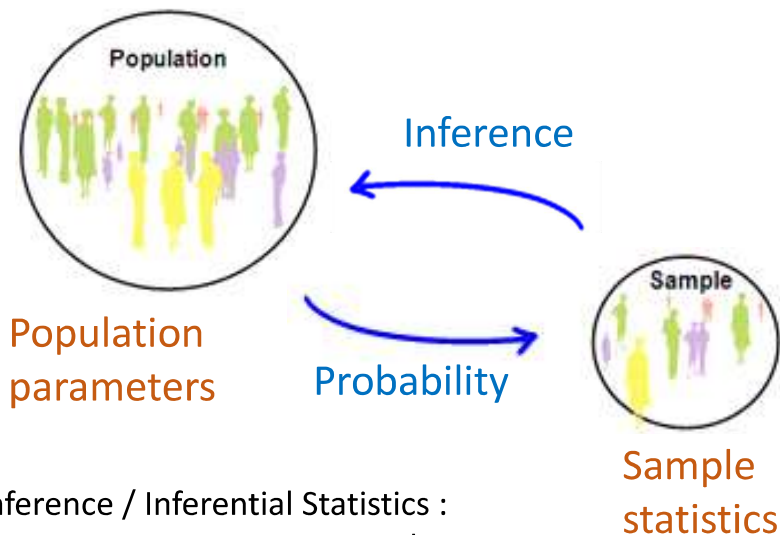 Population
Inference
Sample
Population
parameters
Probability
Sample
statistics
nference / Inferential Statistics :